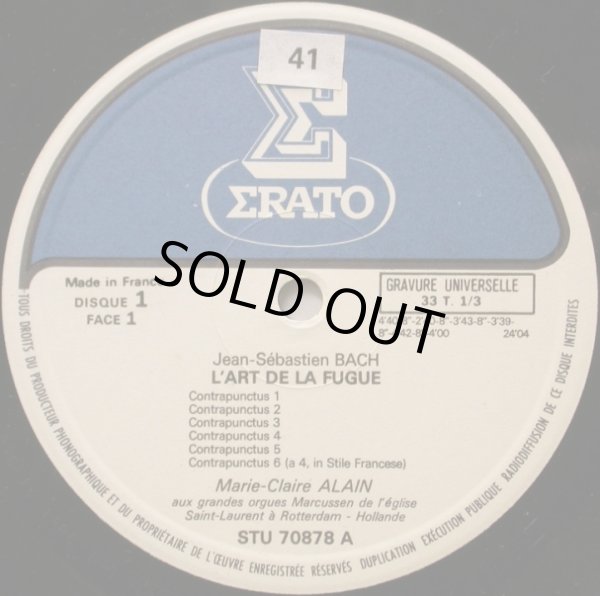 41
ΣRATO
Made in France
DISQUE 1
FACE 1
SOLD OUT
GRAVURE UNIVERSELLE
33 T. 1/3
24'04
Jean-Sébastien BACH
L'ART DE LA FUGUE
Contrapunctus 1
Contrapunctus 2
Contrapunctus 3
Contrapunctus 4
Contrapunctus 5
Contrapunctus 6 (a 4, in Stile Francese)
Marie-Claire ALAIN
aux grandes orgues Marcussen de l'église
Saint-Laurent à Rotterdam - Hollande
STU 70878 A
TOUS DROITS DU PRODUCTEUR PHONOGRAPHIQUE ET DU PROPRIÉTAIRE DE L'ŒUVRE ENREGISTRÉE RÉSERVÉS DUPLICATION EXÉCUTION PUBLIQUE RADIODIFFUSION DE CE DISQUE INTERDITES